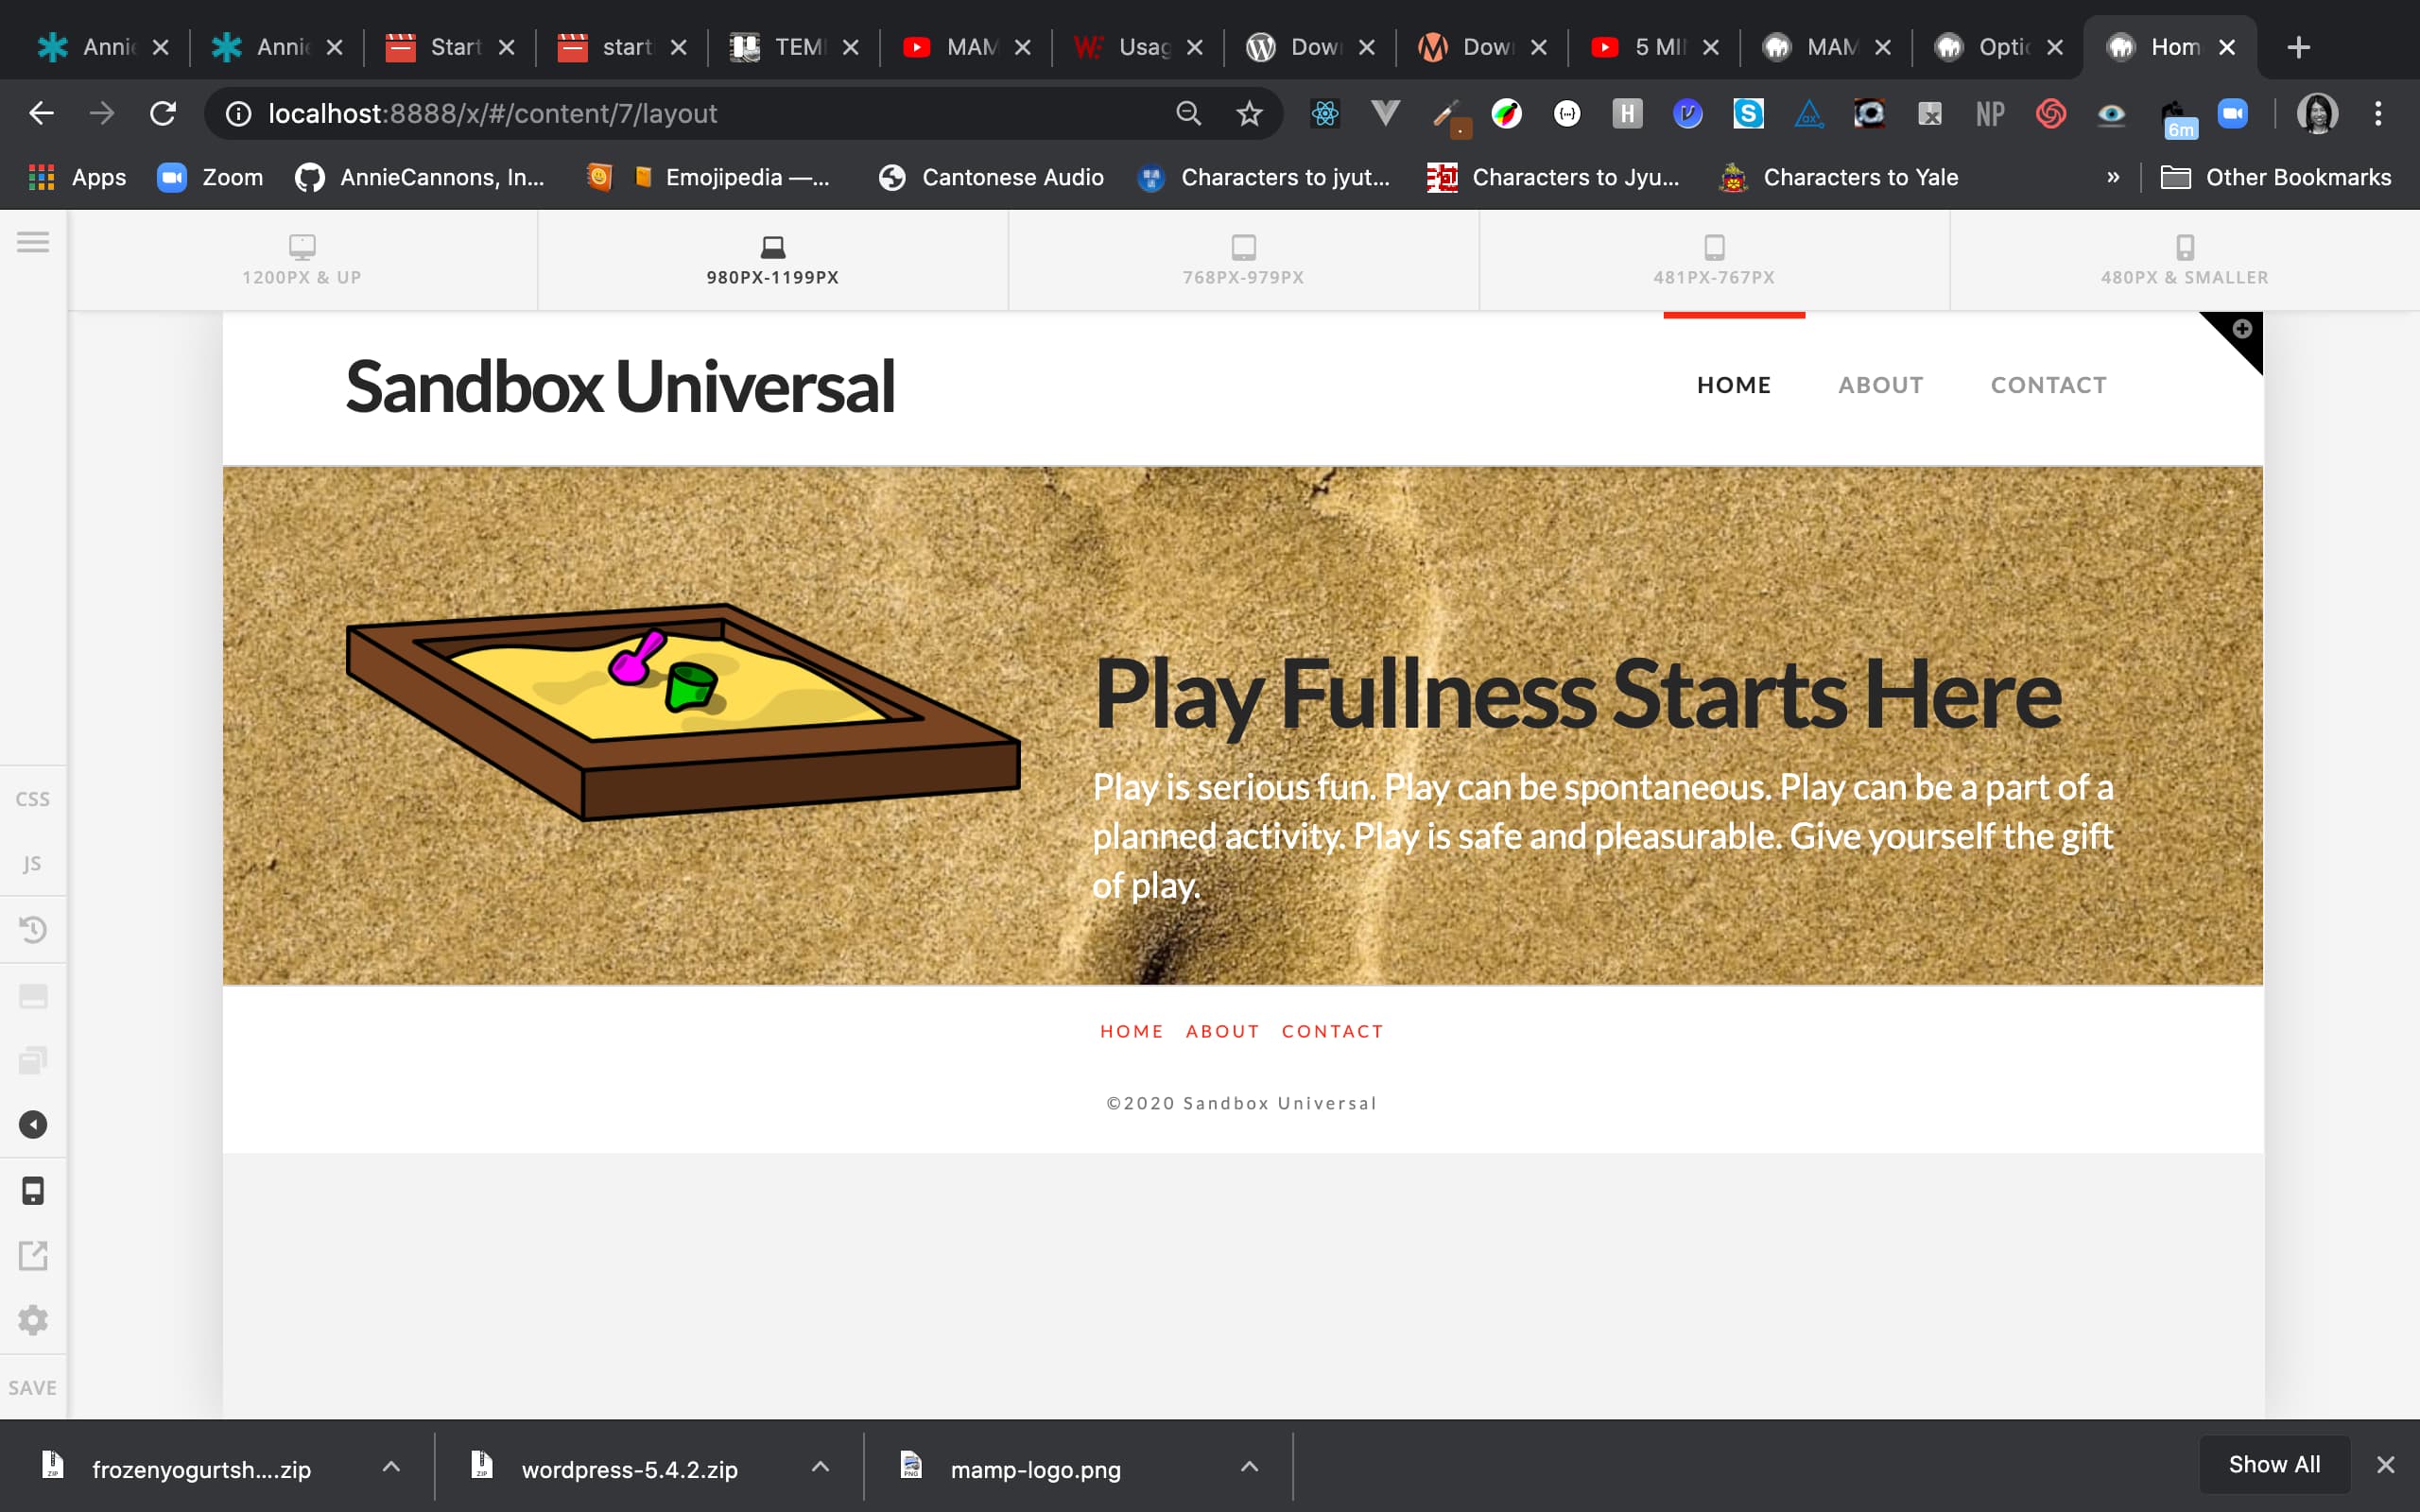 Annie
Annie
Start
start
TEM
MAM
Usag
Dow
Dow
5 MI
MAM
Optic
Hom
localhost:8888/x/#/content/7/layout
H
S
NP
6m
Apps
Zoom
AnnieCannons, In...
Emojipedia —...
Cantonese Audio
Characters to jyut...
Characters to Jyu...
Characters to Yale
»
Other Bookmarks
1200PX & UP
980PX-1199PX
768PX-979PX
481PX-767PX
480PX & SMALLER
Sandbox Universal
HOME
ABOUT
CONTACT
Play Fullness Starts Here
Play is serious fun. Play can be spontaneous. Play can be a part of a
planned activity. Play is safe and pleasurable. Give yourself the gift
of play.
CSS
JS
HOME ABOUT CONTACT
©2020 Sandbox Universal
SAVE
frozenyogurtsh....zip
wordpress-5.4.2.zip
mamp-logo.png
Show All